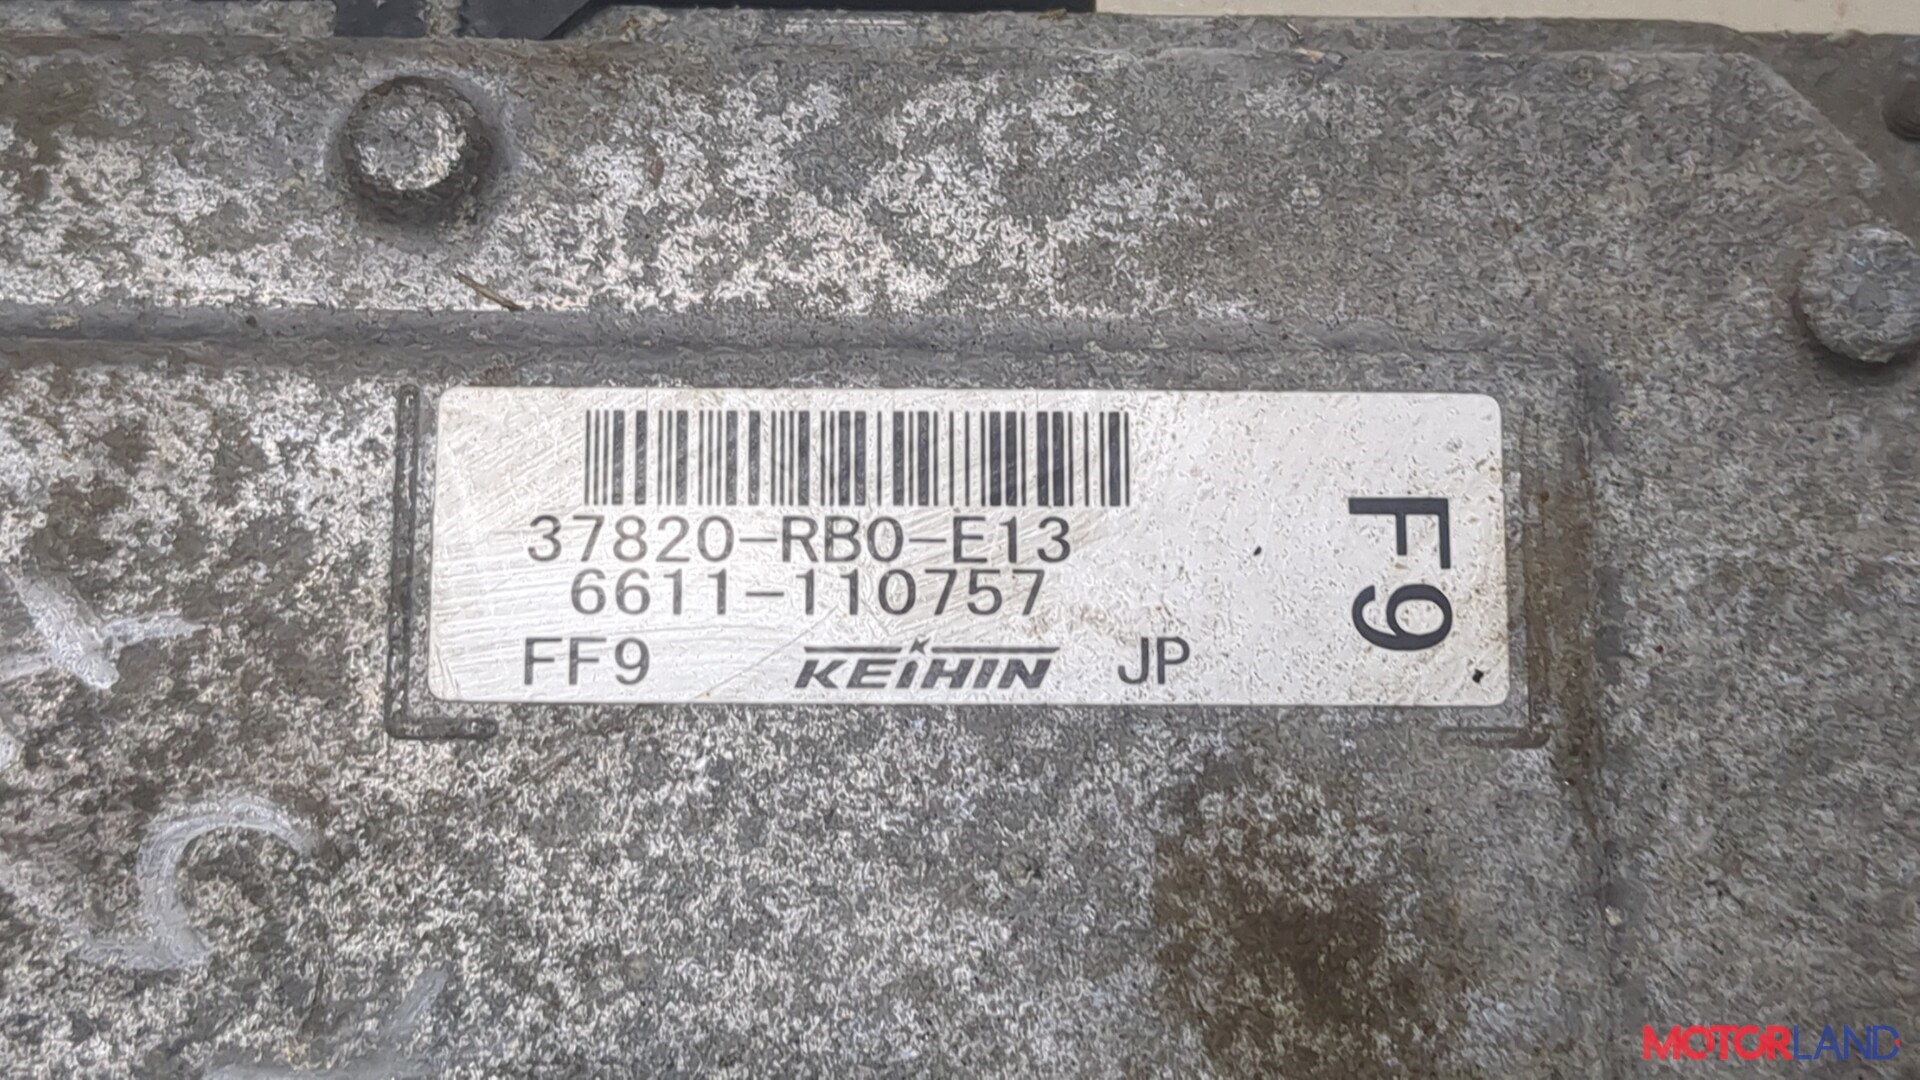 37820-RB0-E13
6611-110757
FF9 KEIHIN JP
F9
MOTORLAND